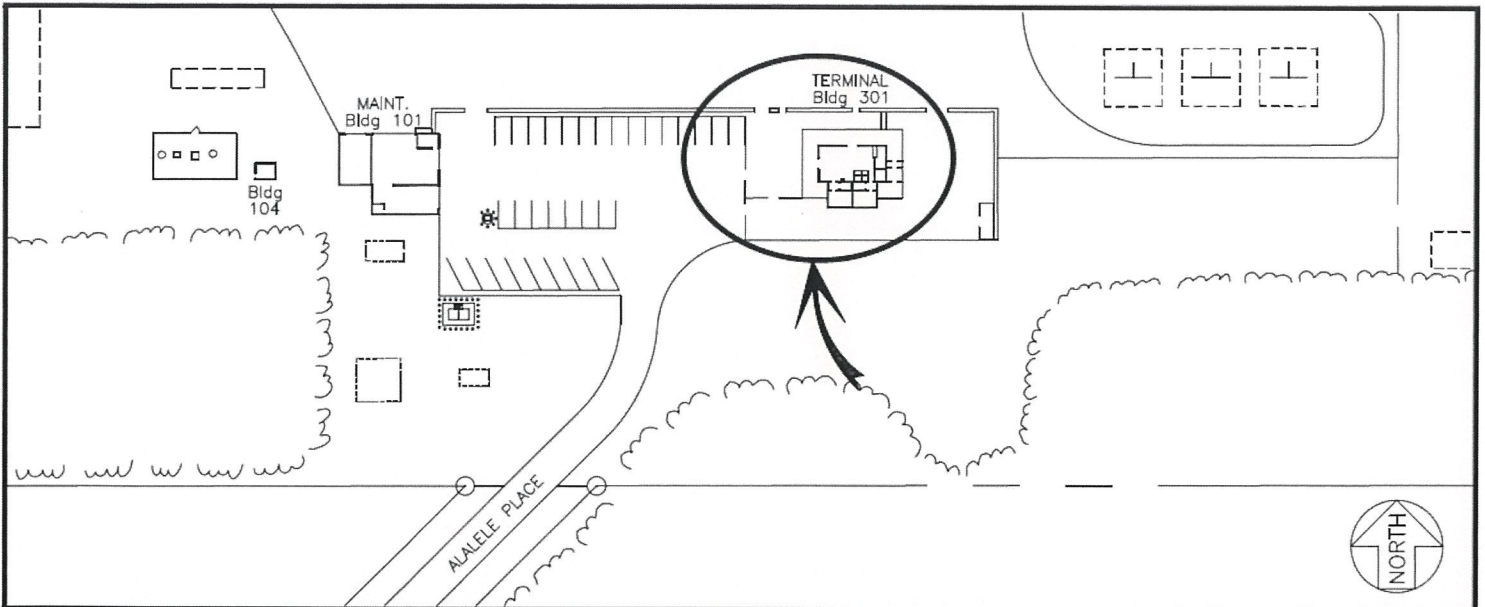 TERMINAL
Bldg 301
MAINT.
Bldg 101
Bldg
104
ALALELE PLACE
NORTH